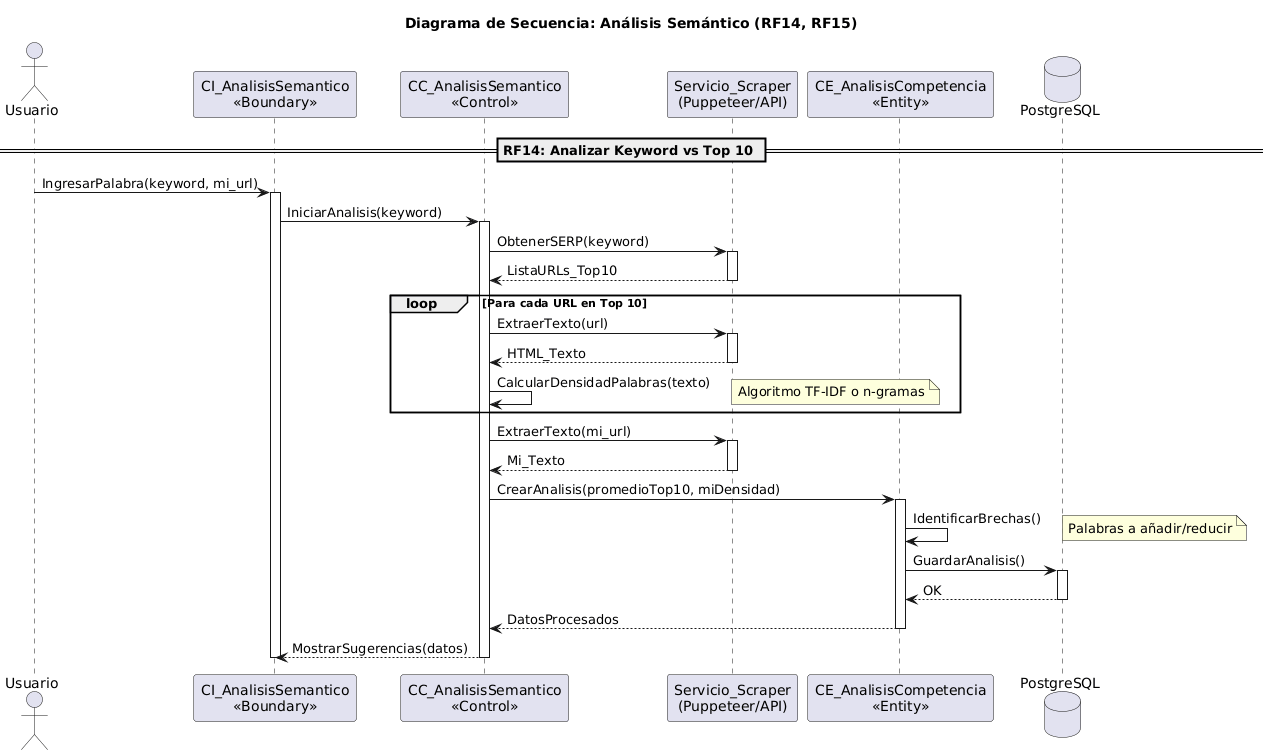 Diagrama de Secuencia: Análisis Semántico (RF14, RF15)
Usuario
CI_AnalisisSemantico
«Boundary»
CC_AnalisisSemantico
«Control»
Servicio_Scraper
(Puppeteer/API)
CE_AnalisisCompetencia
«Entity»
PostgreSQL
RF14: Analizar Keyword vs Top 10
IngresarPalabra(keyword, mi_url)
IniciarAnalisis(keyword)
ObtenerSERP(keyword)
ListaURLs_Top10
loop
[Para cada URL en Top 10]
ExtraerTexto(url)
HTML_Texto
CalcularDensidadPalabras(texto)
Algoritmo TF-IDF o n-gramas
ExtraerTexto(mi_url)
Mi_Texto
CrearAnalisis(promedioTop10, miDensidad)
IdentificarBrechas()
Palabras a añadir/reducir
GuardarAnalisis()
OK
DatosProcesados
MostrarSugerencias(datos)
Usuario
CI_AnalisisSemantico
«Boundary»
CC_AnalisisSemantico
«Control»
Servicio_Scraper
(Puppeteer/API)
CE_AnalisisCompetencia
«Entity»
PostgreSQL